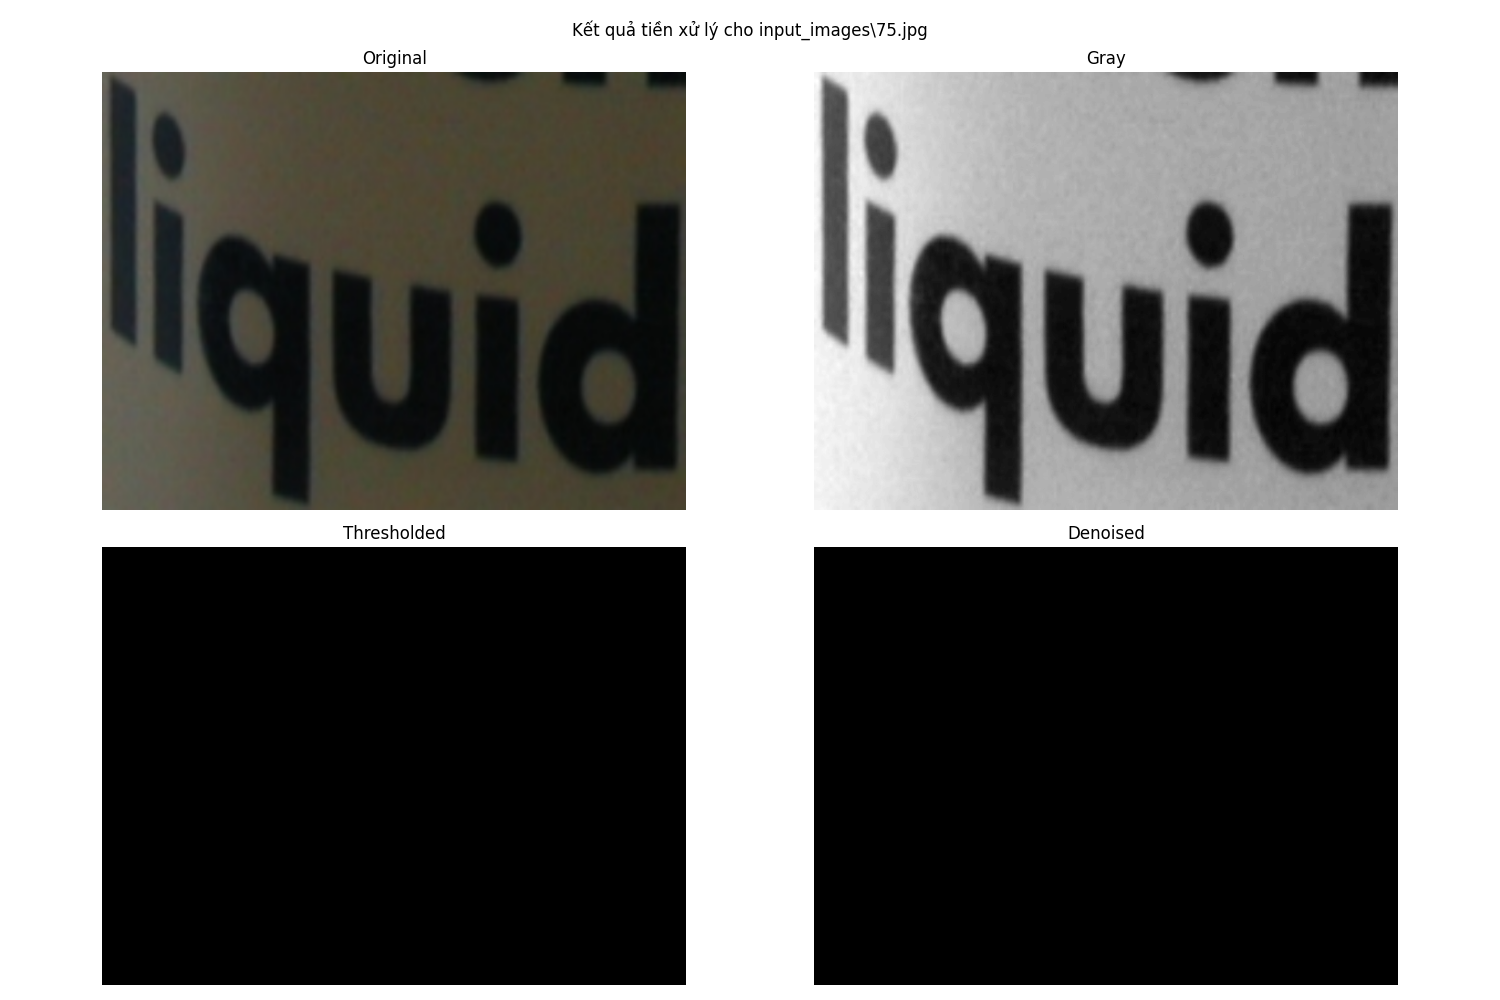 Kết quả tiền xử lý cho input_images\75.jpg
Original
Gray
liquid
liquid
Thresholded
Denoised